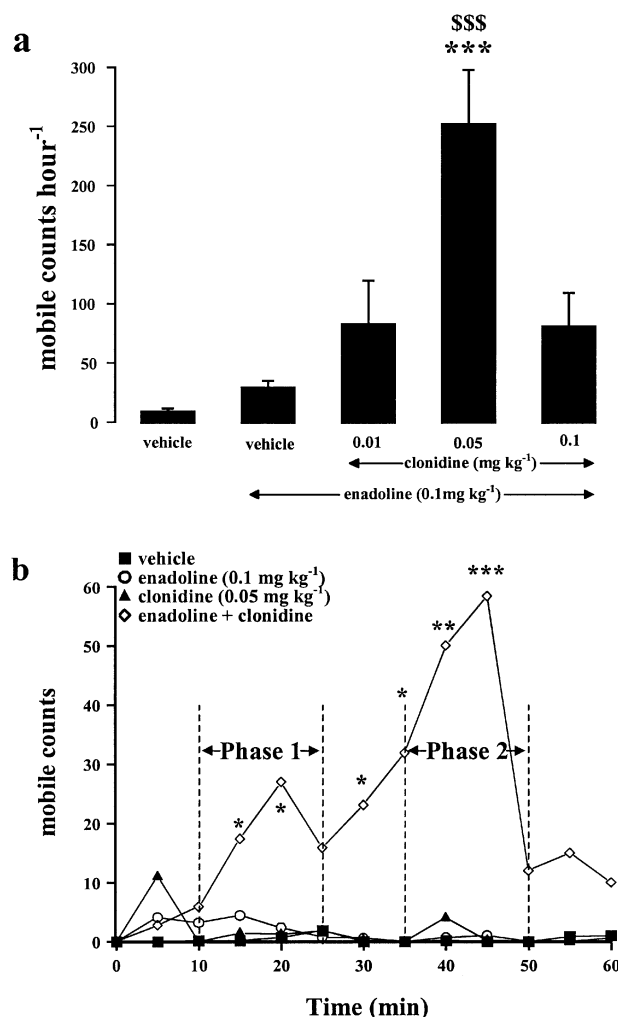 a
$$$
***
300
250
200
150
100
50
0
mobile counts hour⁻¹
vehicle vehicle 0.01 0.05 0.1
clonidine (mg kg⁻¹)
enadoline (0.1mg kg⁻¹)
b
vehicle
enadoline (0.1 mg kg⁻¹)
clonidine (0.05 mg kg⁻¹)
enadoline + clonidine
60
50
40
30
20
10
0
mobile counts
***
**
*
*
*
*
Phase 1 Phase 2
0 10 20 30 40 50 60
Time (min)